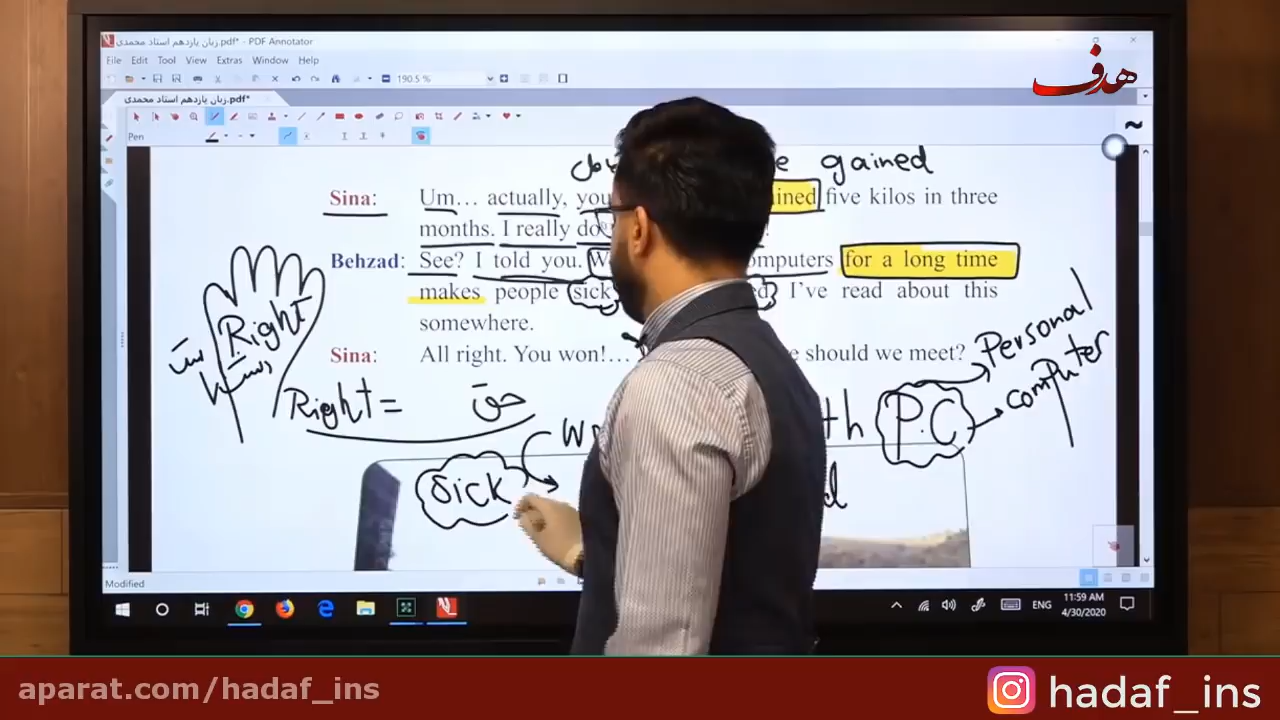 زبان یازدهم استاد محمدی.pdf* - PDF Annotator
هدف
File Edit Tool View Extras Window Help
190.5 %
زبان یازدهم استاد محمدی.pdf*
Pen
gained
Sina: Um… actually, you ained five kilos in three
months. I really do
Behzad: See? I told you. W omputers for a long time
makes people sick I've read about this
somewhere.
Sina: All right. You won!… e should we meet?
Right
دست
Right = حق
th P.C
Personal
computer
Sick
Modified
ENG
11:59 AM
4/30/2020
aparat.com/hadaf_ins
hadaf_ins